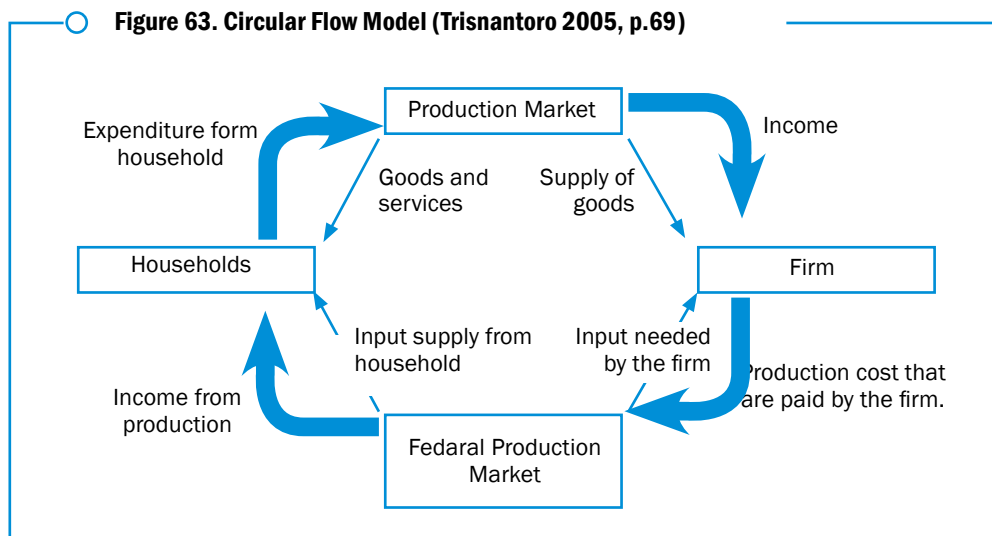 Figure 63. Circular Flow Model (Trisnantoro 2005, p.69)
Production Market
Expenditure form
household
Income
Goods and
services
Supply of
goods
Households
Firm
Input supply from
household
Input needed
by the firm
Production cost that
are paid by the firm.
Income from
production
Fedaral Production
Market